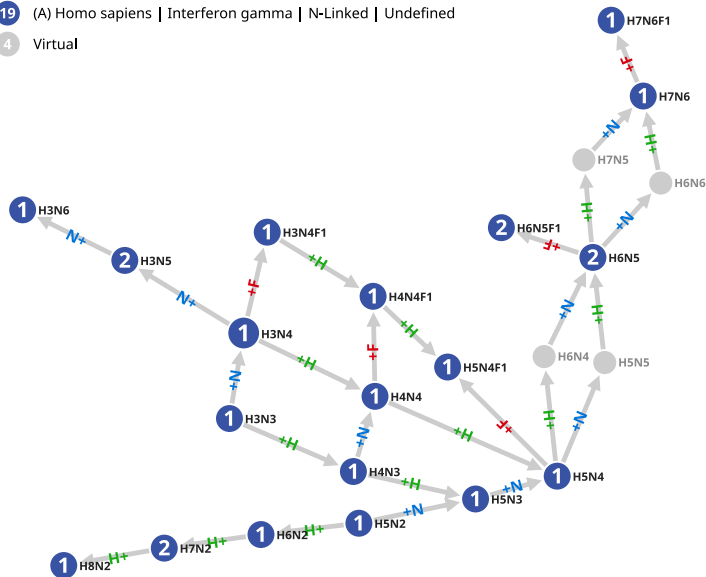 19 (A) Homo sapiens | Interferon gamma | N-Linked | Undefined
4 Virtual
1 H7N6F1
+F
1 H7N6
+N
+H
H7N5
H6N6
+H
+N
1 H3N6
+N
2 H3N5
+N
1 H3N4F1
+H
+F
2 H6N5F1
+F
2 H6N5
1 H4N4F1
+H
+N
+H
1 H3N4
+H
+F
H6N4
H5N5
1 H5N4F1
+N
+H
+N
1 H4N4
+F
1 H3N3
+H
+N
+H
1 H4N3
+H
1 H5N4
+N
1 H5N3
+N
1 H5N2
+H
1 H6N2
+H
2 H7N2
+H
1 H8N2